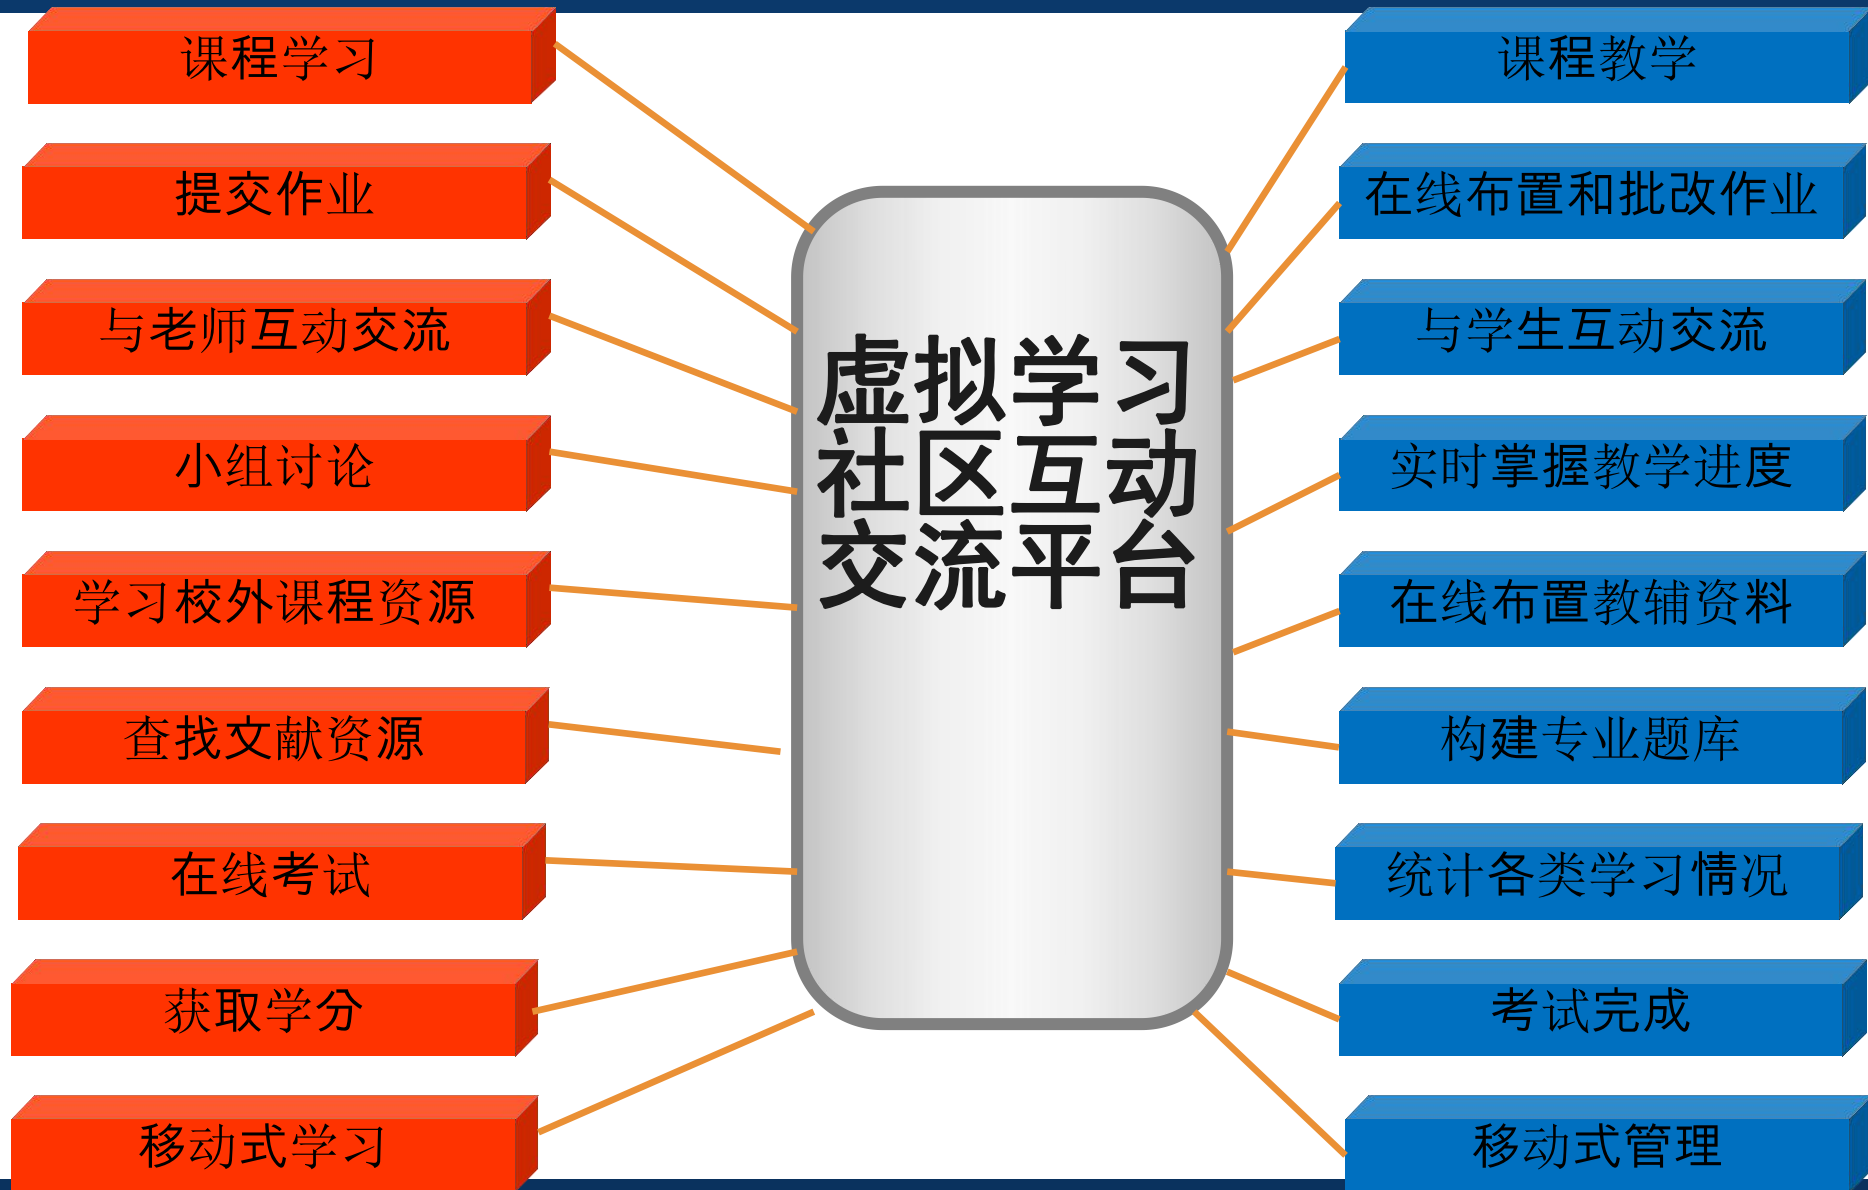 课程学习
提交作业
与老师互动交流
小组讨论
学习校外课程资源
查找文献资源
在线考试
获取学分
移动式学习
虚拟学习
社区互动
交流平台
课程教学
在线布置和批改作业
与学生互动交流
实时掌握教学进度
在线布置教辅资料
构建专业题库
统计各类学习情况
考试完成
移动式管理